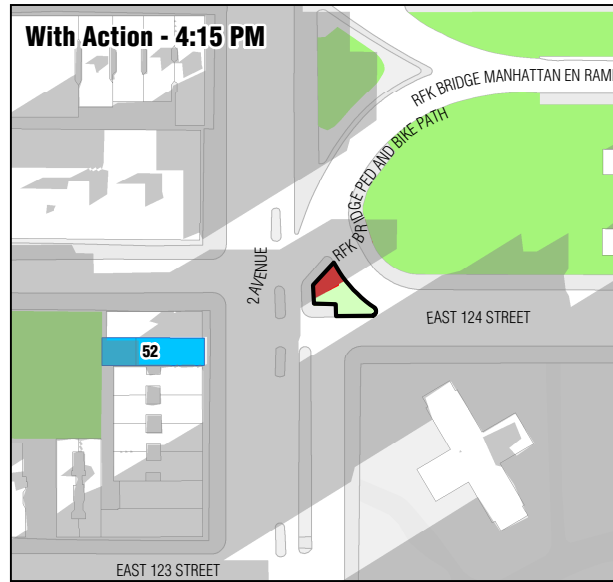 With Action - 4:15 PM
RFK BRIDGE MANHATTAN EN RAM
RFK BRIDGE PED AND BIKE PATH
2 AVENUE
EAST 124 STREET
52
EAST 123 STREET